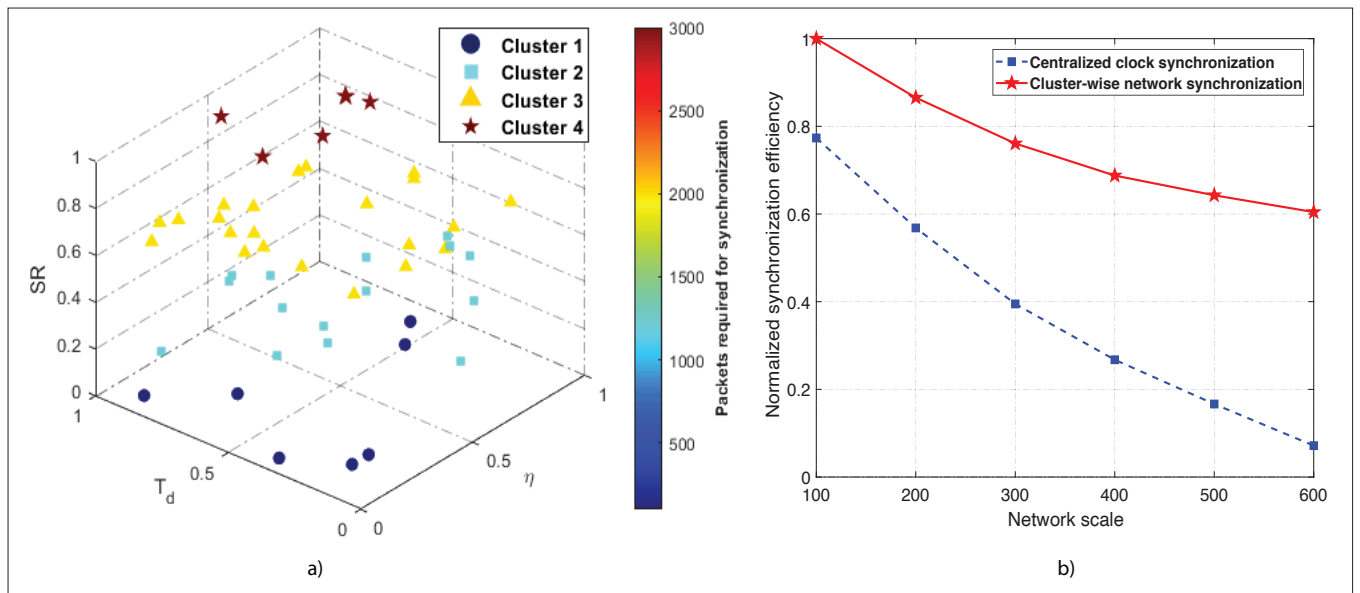 Cluster 1
Cluster 2
Cluster 3
Cluster 4
1
0.8
0.6
0.4
0.2
0
SR
1
0.5
0
T_d
0
0.5
1
η
3000
2500
2000
1500
1000
500
Packets required for synchronization
a)
Centralized clock synchronization
Cluster-wise network synchronization
1
0.8
0.6
0.4
0.2
0
Normalized synchronization efficiency
100 200 300 400 500 600
Network scale
b)